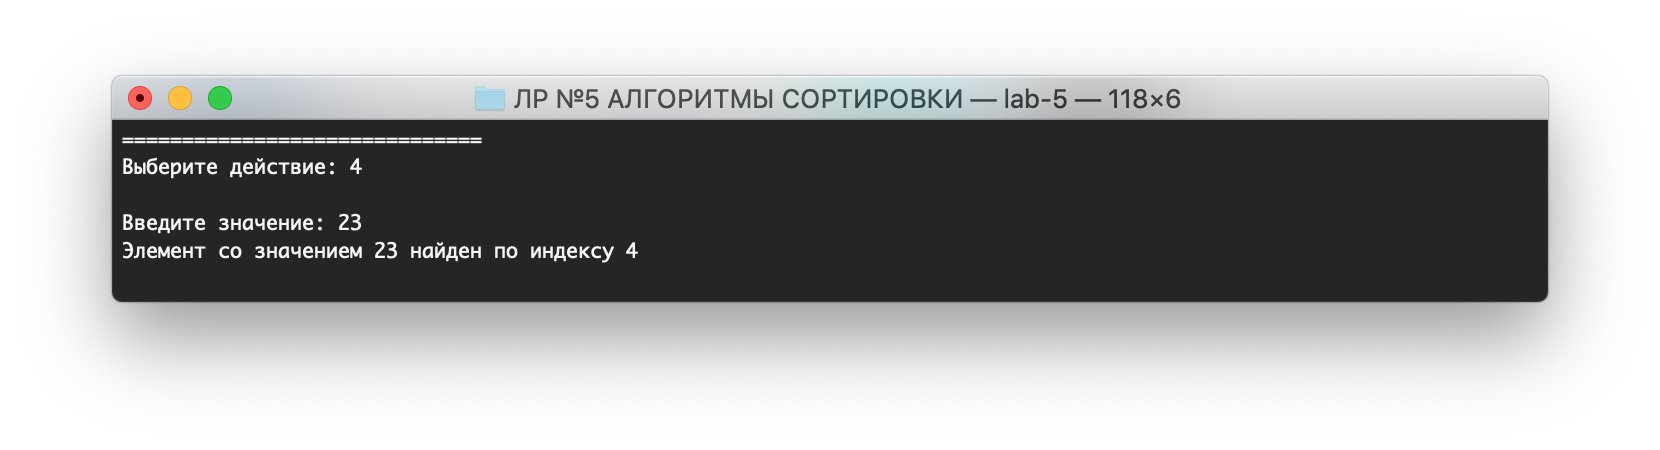 ЛР №5 АЛГОРИТМЫ СОРТИРОВКИ — lab-5 — 118×6
==============================
Выберите действие: 4
Введите значение: 23
Элемент со значением 23 найден по индексу 4